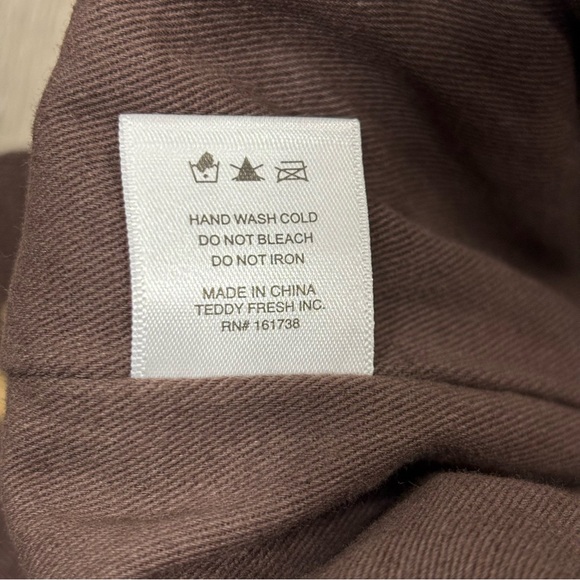 HAND WASH COLD
DO NOT BLEACH
DO NOT IRON
MADE IN CHINA
TEDDY FRESH INC.
RN# 161738